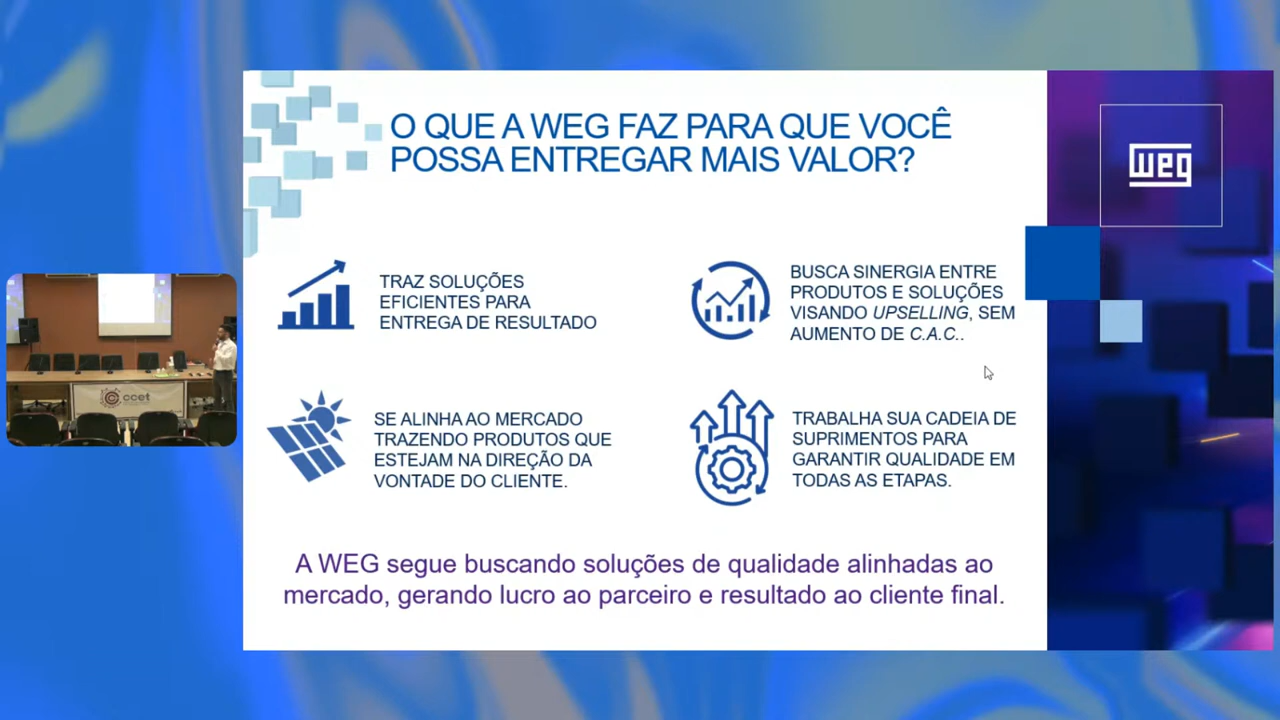 O QUE A WEG FAZ PARA QUE VOCÊ
POSSA ENTREGAR MAIS VALOR?
weg
TRAZ SOLUÇÕES
EFICIENTES PARA
ENTREGA DE RESULTADO
BUSCA SINERGIA ENTRE
PRODUTOS E SOLUÇÕES
VISANDO UPSELLING, SEM
AUMENTO DE C.A.C..
SE ALINHA AO MERCADO
TRAZENDO PRODUTOS QUE
ESTEJAM NA DIREÇÃO DA
VONTADE DO CLIENTE.
TRABALHA SUA CADEIA DE
SUPRIMENTOS PARA
GARANTIR QUALIDADE EM
TODAS AS ETAPAS.
A WEG segue buscando soluções de qualidade alinhadas ao
mercado, gerando lucro ao parceiro e resultado ao cliente final.
ccet